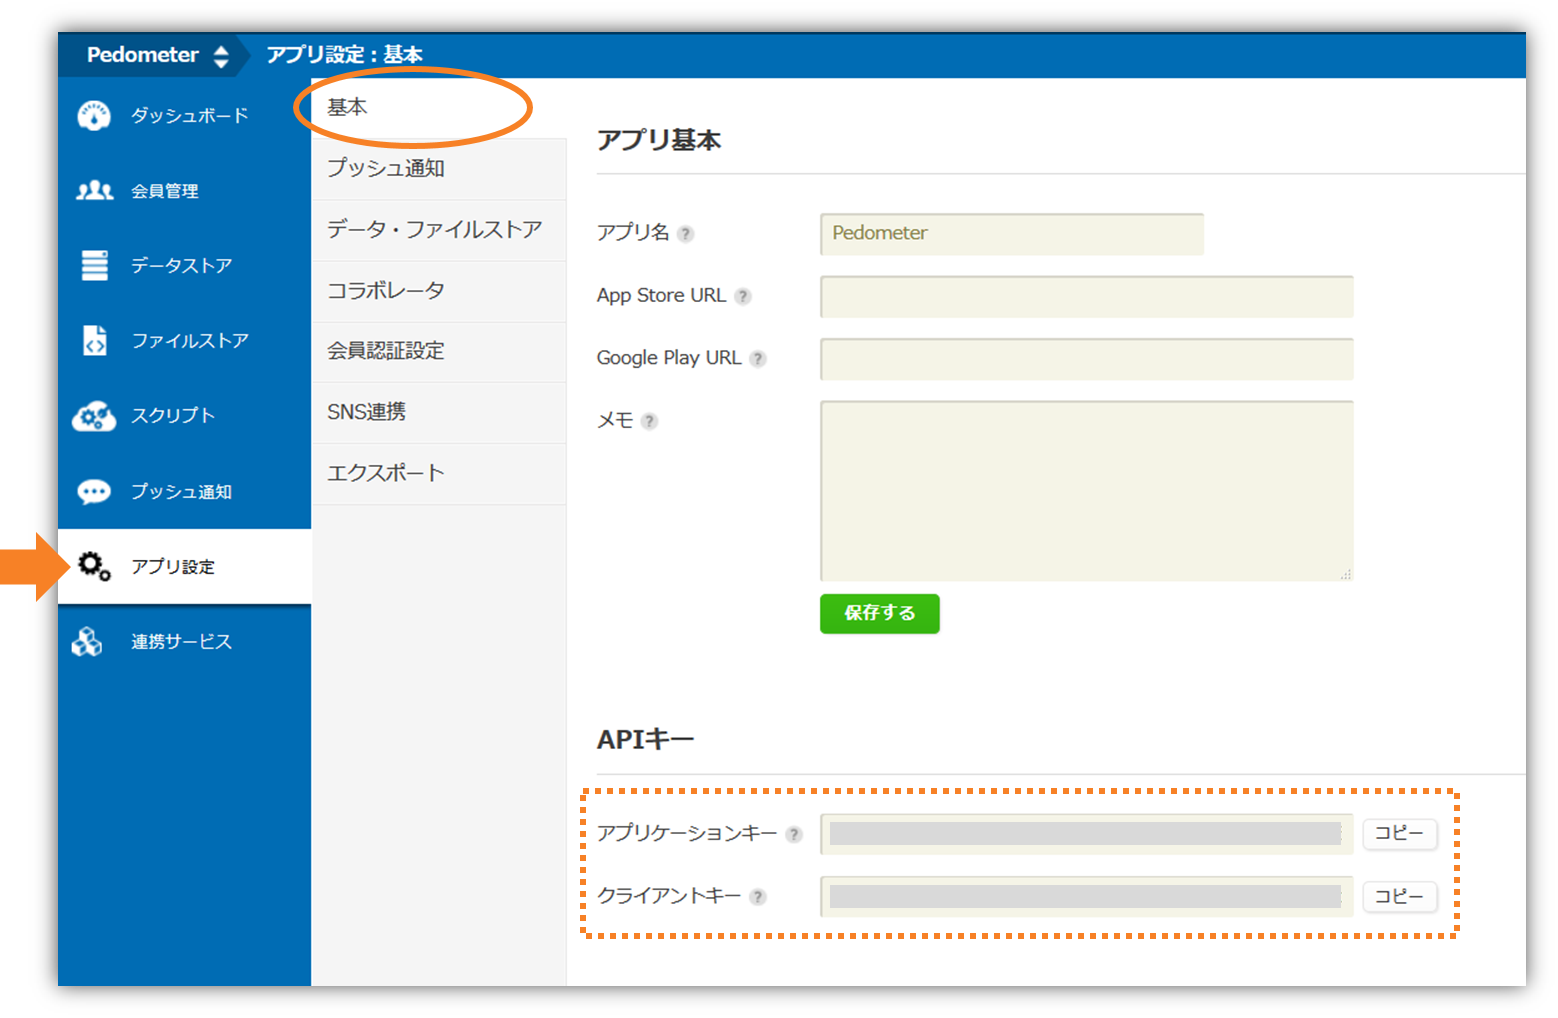 Pedometer
アプリ設定：基本
ダッシュボード
会員管理
データストア
ファイルストア
スクリプト
プッシュ通知
アプリ設定
連携サービス
基本
プッシュ通知
データ・ファイルストア
コラボレータ
会員認証設定
SNS連携
エクスポート
アプリ基本
アプリ名 ? Pedometer
App Store URL ?
Google Play URL ?
メモ ?
保存する
APIキー
アプリケーションキー ? コピー
クライアントキー ? コピー